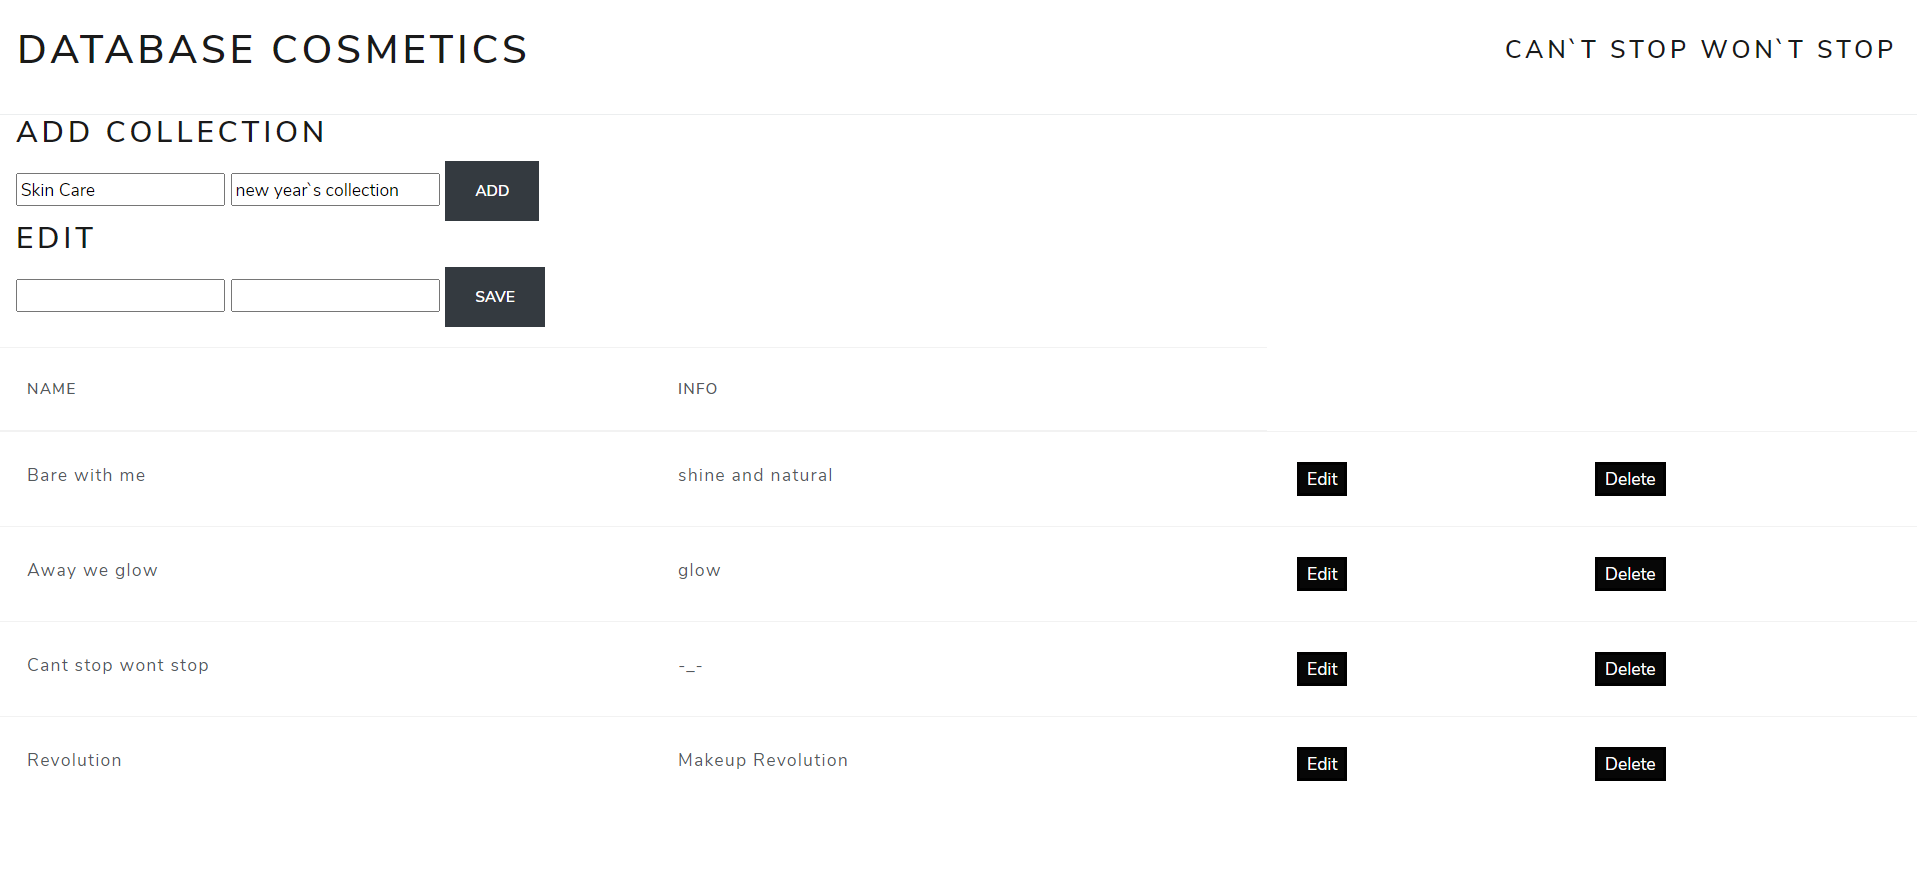 DATABASE COSMETICS CAN`T STOP WON`T STOP
ADD COLLECTION
Skin Care new year`s collection ADD
EDIT
SAVE
NAME INFO
Bare with me shine and natural Edit Delete
Away we glow glow Edit Delete
Cant stop wont stop -_- Edit Delete
Revolution Makeup Revolution Edit Delete